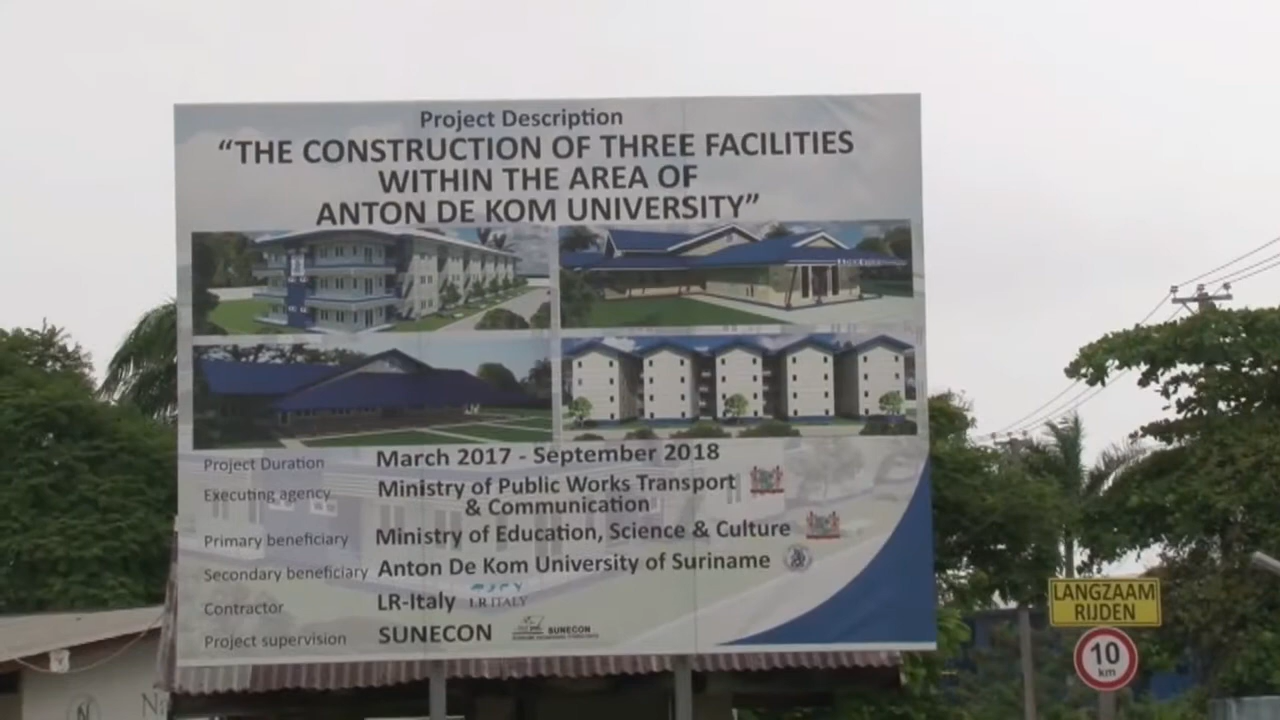 Project Description
“THE CONSTRUCTION OF THREE FACILITIES
WITHIN THE AREA OF
ANTON DE KOM UNIVERSITY”
Project Duration March 2017 - September 2018
Executing agency Ministry of Public Works Transport
& Communication
Primary beneficiary Ministry of Education, Science & Culture
Secondary beneficiary Anton De Kom University of Suriname
Contractor LR-Italy LR ITALY
Project supervision SUNECON SUNECON
LANGZAAM
RIJDEN
10
km
N